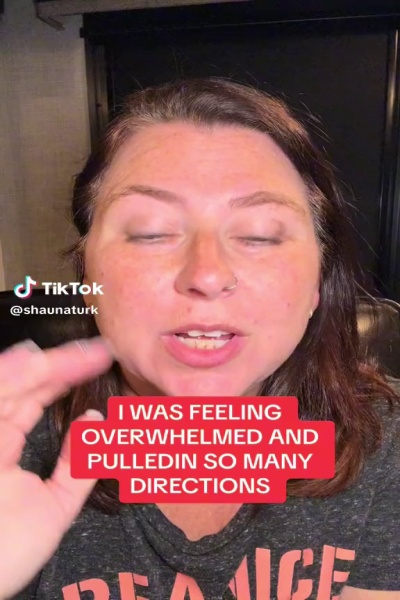 TikTok
@shaunaturk
I WAS FEELING
OVERWHELMED AND
PULLEDIN SO MANY
DIRECTIONS